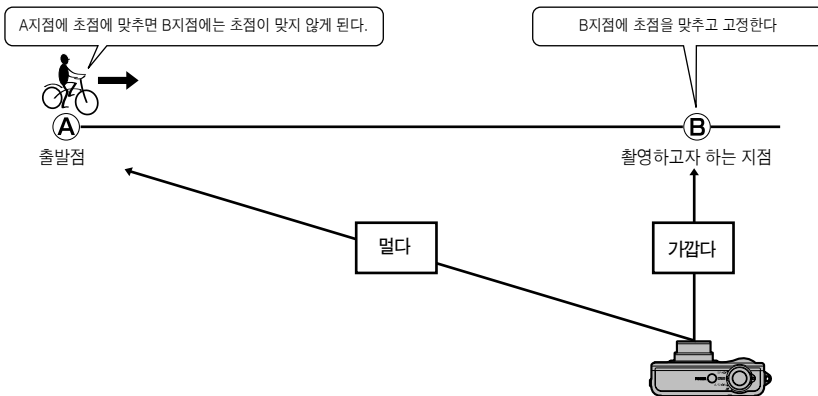 A지점에 초점에 맞추면 B지점에는 초점이 맞지 않게 된다.
B지점에 초점을 맞추고 고정한다
A
B
출발점
촬영하고자 하는 지점
멀다
가깝다